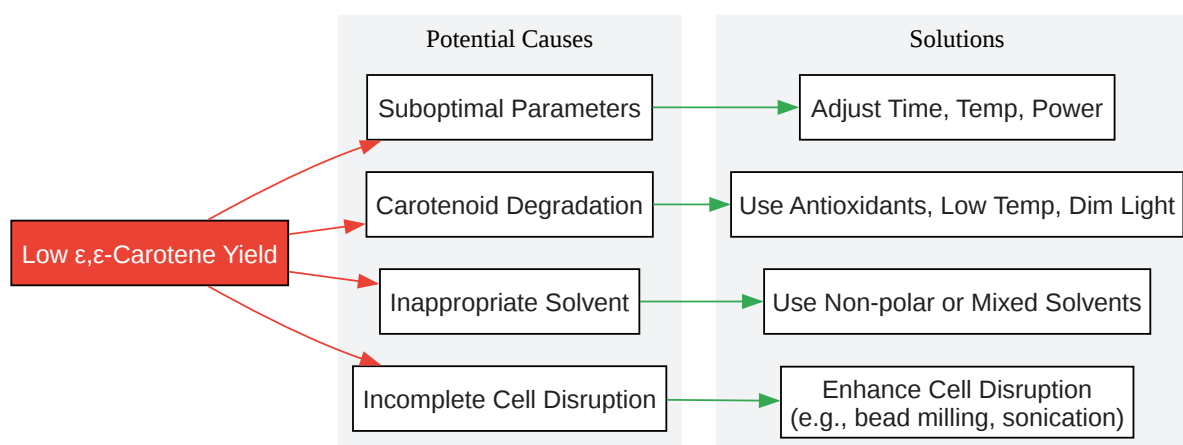 Potential Causes
Solutions
Low ε,ε-Carotene Yield
Suboptimal Parameters
Adjust Time, Temp, Power
Carotenoid Degradation
Use Antioxidants, Low Temp, Dim Light
Inappropriate Solvent
Use Non-polar or Mixed Solvents
Incomplete Cell Disruption
Enhance Cell Disruption
(e.g., bead milling, sonication)